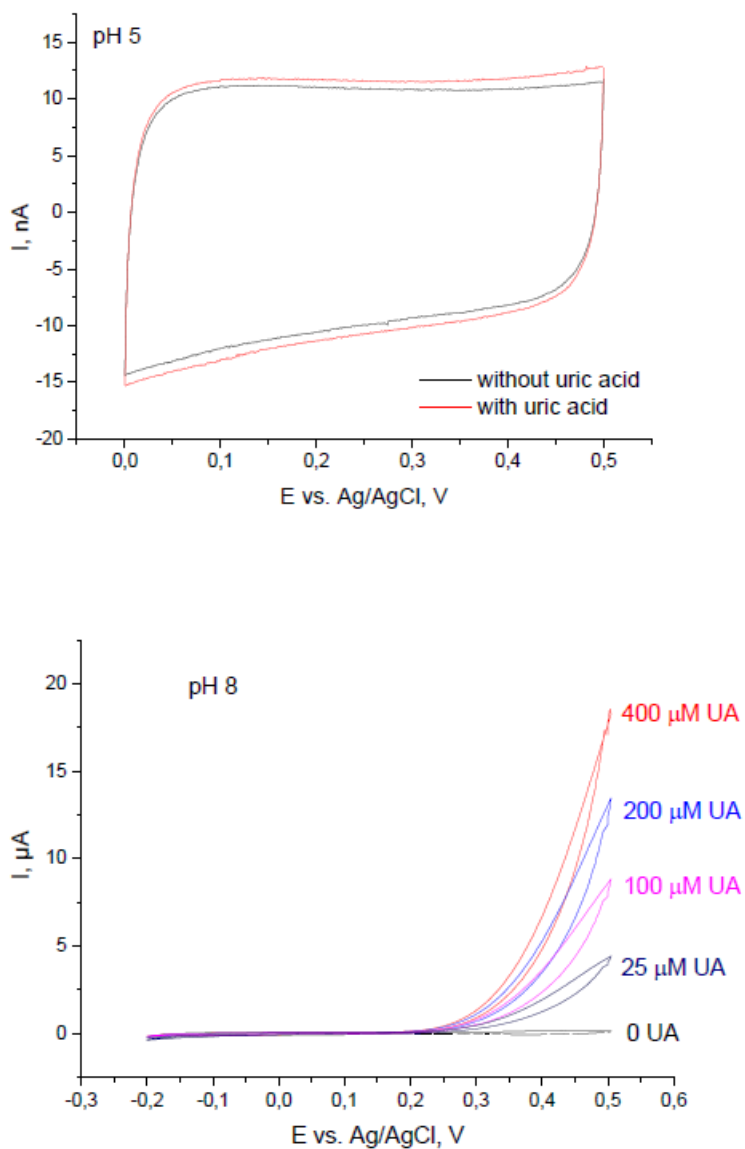 pH 5
15
10
5
0
-5
-10
-15
-20
I, nA
without uric acid
with uric acid
0,0 0,1 0,2 0,3 0,4 0,5
E vs. Ag/AgCl, V
pH 8
20
15
10
5
0
I, µA
400 µM UA
200 µM UA
100 µM UA
25 µM UA
0 UA
-0,3 -0,2 -0,1 0,0 0,1 0,2 0,3 0,4 0,5 0,6
E vs. Ag/AgCl, V